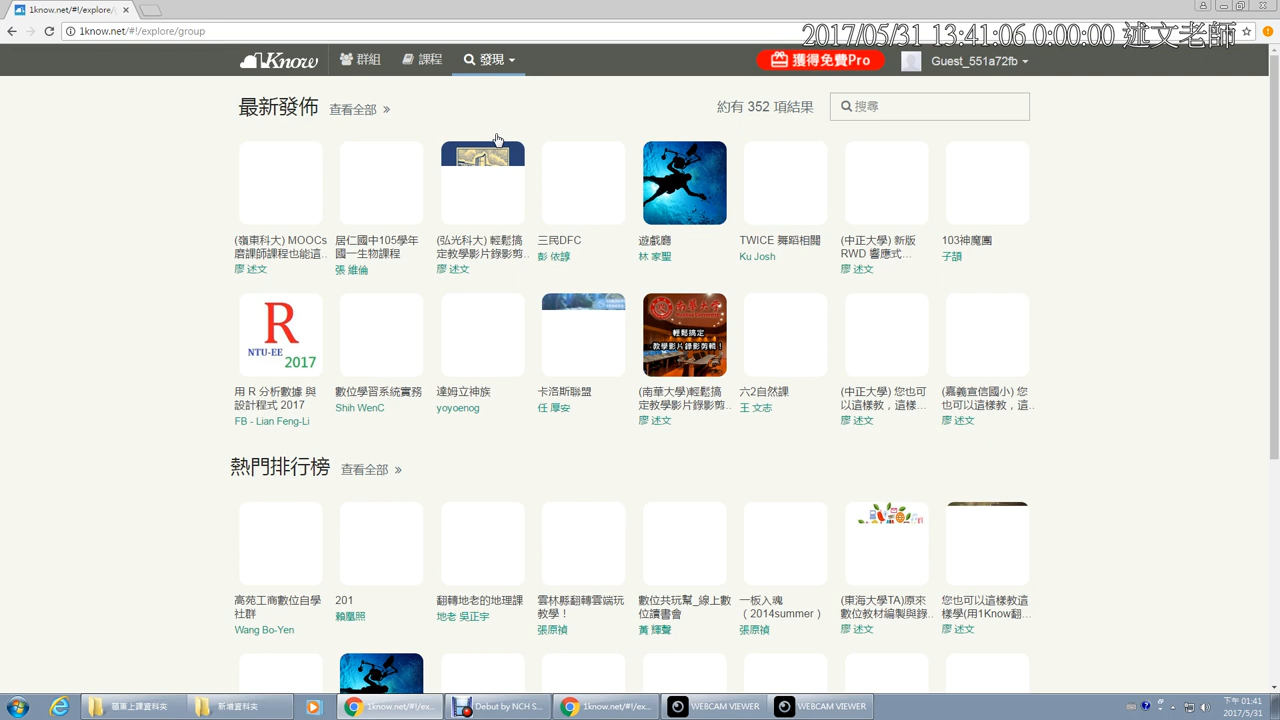 1know.net/#!/explore/group
1know.net/#!/explore/group
2017/05/31 13:41:06 0:00:00 述文老師
1Know 群組 課程 發現 獲得免費Pro Guest_551a72fb
最新發佈 查看全部 » 約有 352 項結果 搜尋
(嶺東科大) MOOCs
磨課師課程也能這..
廖 述文
居仁國中105學年
國一生物課程
張 維倫
(弘光科大) 輕鬆搞
定教學影片錄影剪..
廖 述文
三民DFC
彭 依諄
遊戲廳
林 家聖
TWICE 舞蹈相關
Ku Josh
(中正大學) 新版
RWD 響應式…
廖 述文
103神魔團
子頡
R
NTU-EE
2017
用 R 分析數據 與
設計程式 2017
FB - Lian Feng-Li
數位學習系統實務
Shih WenC
達姆立神族
yoyoenog
卡洛斯聯盟
任 厚安
南華大學
輕鬆搞定
教學影片錄影剪輯！
(南華大學)輕鬆搞
定教學影片錄影剪..
廖 述文
六2自然課
王 文志
(中正大學) 您也可
以這樣教，這樣…
廖 述文
(嘉義宣信國小) 您
也可以這樣教，這..
廖 述文
熱門排行榜 查看全部 »
高苑工商數位自學
社群
Wang Bo-Yen
201
賴凰照
翻轉地老的地理課
地老 吳正宇
雲林縣翻轉雲端玩
教學！
張原禎
數位共玩幫_線上數
位讀書會
黃 輝聲
一板入魂
（2014summer）
張原禎
(東海大學TA)原來
數位教材編製與錄..
廖 述文
您也可以這樣教這
樣學(用1Know翻…
廖 述文
嶺東上課資料夾 新增資料夾 1know.net/#!/ex... Debut by NCH S... 1know.net/#!/ex... WEBCAM VIEWER WEBCAM VIEWER
下午 01:41
2017/5/31